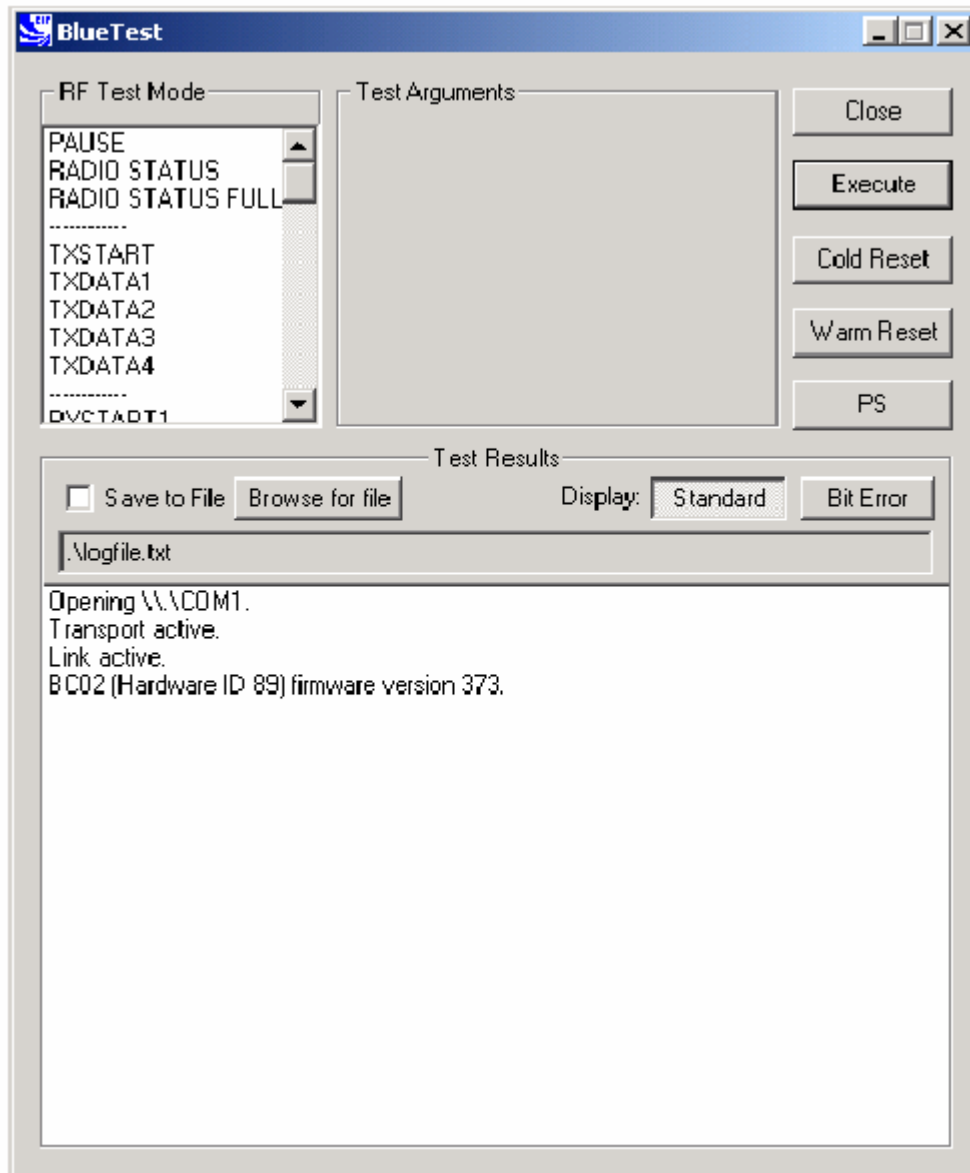 BlueTest
RF Test Mode
PAUSE
RADIO STATUS
RADIO STATUS FULL
------------
TXSTART
TXDATA1
TXDATA2
TXDATA3
TXDATA4
------------
RXSTART1
Test Arguments
Close
Execute
Cold Reset
Warm Reset
PS
Test Results
Save to File
Browse for file
Display:
Standard
Bit Error
.\logfile.txt
Opening \\.\COM1.
Transport active.
Link active.
BC02 (Hardware ID 89) firmware version 373.